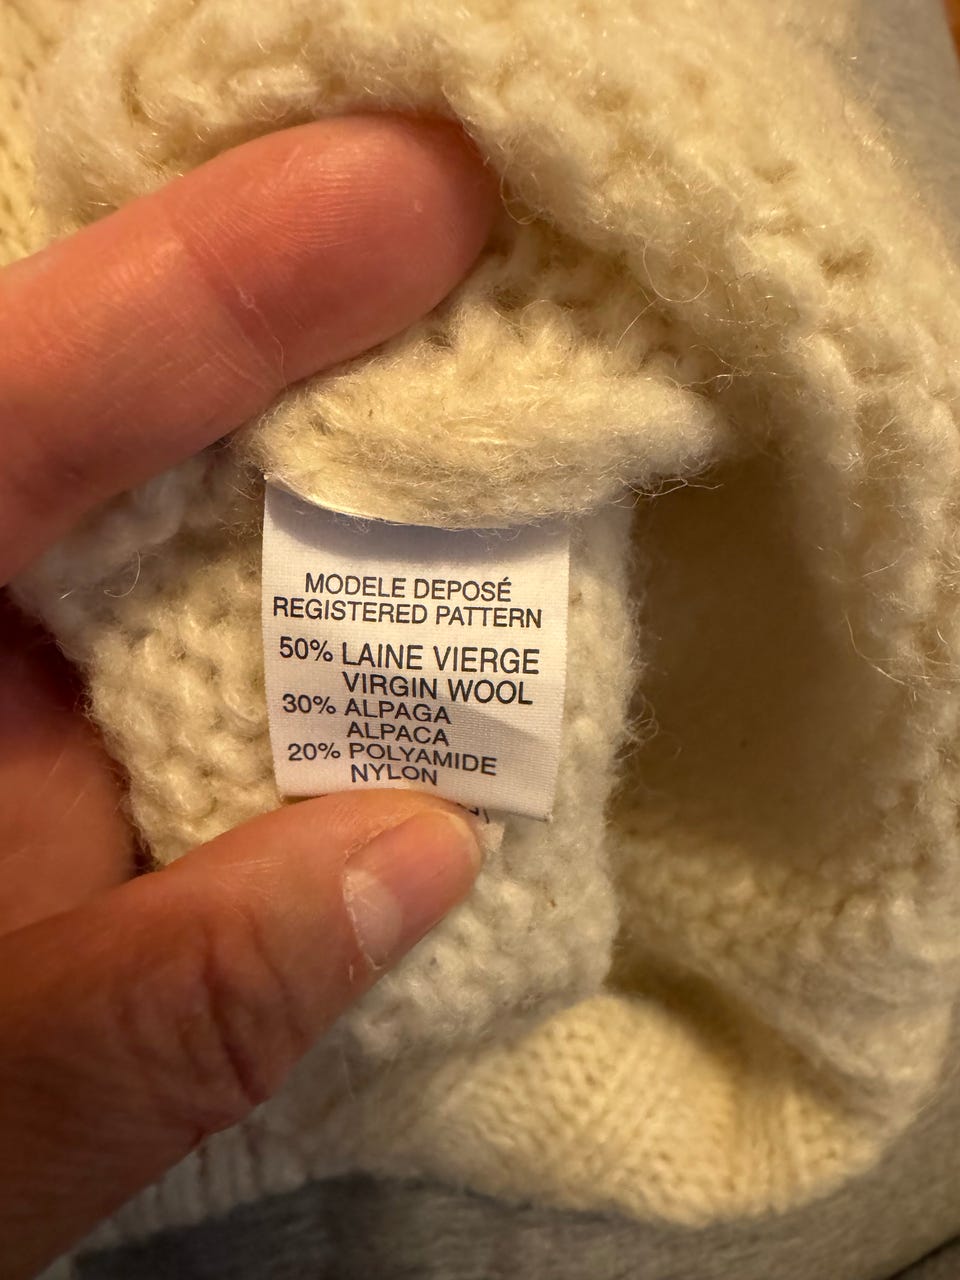 MODELE DEPOSÉ
REGISTERED PATTERN
50% LAINE VIERGE
VIRGIN WOOL
30% ALPAGA
ALPACA
20% POLYAMIDE
NYLON